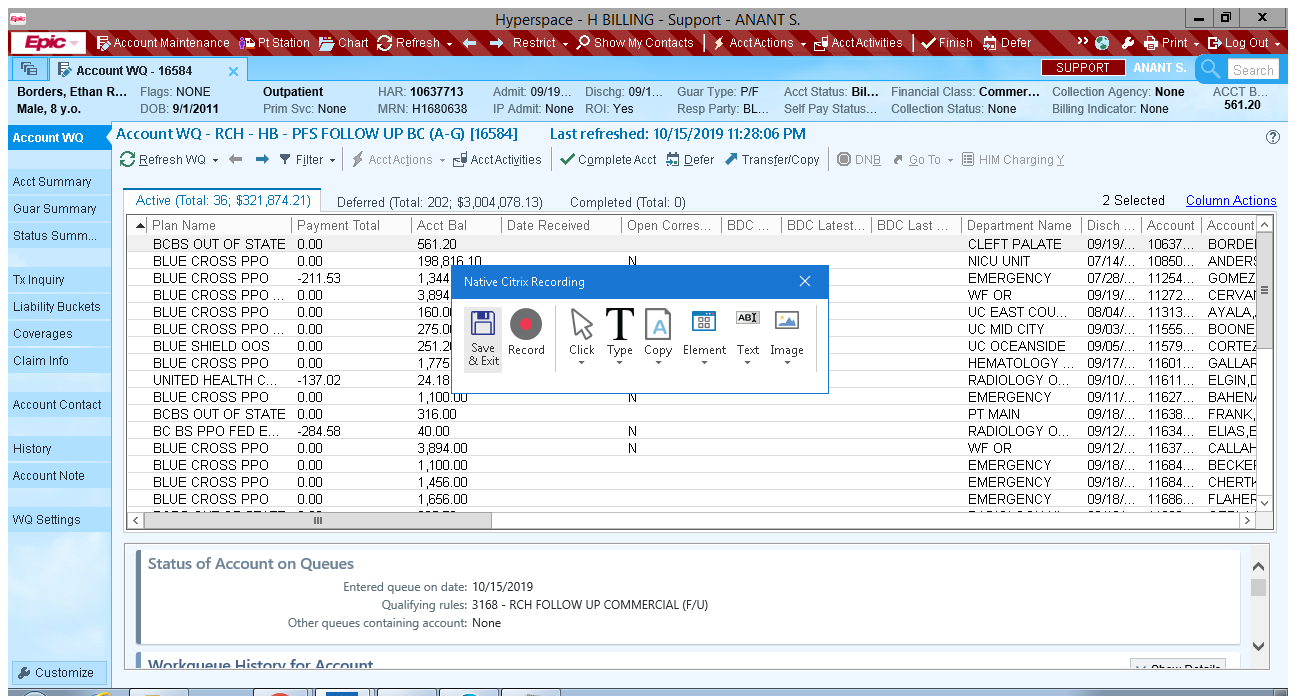 Epic
Hyperspace - H BILLING - Support - ANANT S.
Epic Account Maintenance Pt Station Chart Refresh Restrict Show My Contacts AcctActions AcctActivities Finish Defer Print Log Out
Account WQ - 16584 SUPPORT ANANT S. Search
Borders, Ethan R... Flags: NONE Outpatient HAR: 10637713 Admit: 09/19... Dischg: 09/1... Guar Type: P/F Acct Status: Bil... Financial Class: Commer... Collection Agency: None ACCT B...
Male, 8 y.o. DOB: 9/1/2011 Prim Svc: None MRN: H1680638 IP Admit: None ROI: Yes Resp Party: BL... Self Pay Status... Collection Status: None Billing Indicator: None 561.20
Account WQ
Acct Summary
Guar Summary
Status Summ...
Tx Inquiry
Liability Buckets
Coverages
Claim Info
Account Contact
History
Account Note
WQ Settings
Customize
Account WQ - RCH - HB - PFS FOLLOW UP BC (A-G) [16584] Last refreshed: 10/15/2019 11:28:06 PM
Refresh WQ Filter AcctActions AcctActivities Complete Acct Defer Transfer/Copy DNB Go To HIM Charging Y
Active (Total: 36; $321,874.21) Deferred (Total: 202; $3,004,078.13) Completed (Total: 0) 2 Selected Column Actions
Plan Name Payment Total Acct Bal Date Received Open Corres... BDC ... BDC Latest... BDC Last ... Department Name Disch ... Account Account
BCBS OUT OF STATE 0.00 561.20 CLEFT PALATE 09/19/... 10637... BORDE
BLUE CROSS PPO 0.00 198,816.10 N NICU UNIT 07/14/... 10850... ANDERS
BLUE CROSS PPO -211.53 1,344 EMERGENCY 07/28/... 11254... GOMEZ
BLUE CROSS PPO ... 0.00 3,894 WF OR 09/19/... 11272... CERVA
BLUE CROSS PPO 0.00 160.0 UC EAST COU... 08/04/... 11313... AYALA,
BLUE CROSS PPO ... 0.00 275.0 UC MID CITY 09/03/... 11555... BOONE
BLUE SHIELD OOS 0.00 251.2 UC OCEANSIDE 09/05/... 11579... CORTEZ
BLUE CROSS PPO 0.00 1,775 HEMATOLOGY ... 09/17/... 11601... GALLAR
UNITED HEALTH C... -137.02 24.18 RADIOLOGY O... 09/10/... 11611... ELGIN,D
BLUE CROSS PPO 0.00 1,100.00 N EMERGENCY 09/11/... 11627... BAHEN
BCBS OUT OF STATE 0.00 316.00 PT MAIN 09/18/... 11638... FRANK,
BC BS PPO FED E... -284.58 40.00 N RADIOLOGY O... 09/12/... 11634... ELIAS,E
BLUE CROSS PPO 0.00 3,894.00 N WF OR 09/12/... 11637... CALLAH
BLUE CROSS PPO 0.00 1,100.00 EMERGENCY 09/18/... 11684... BECKE
BLUE CROSS PPO 0.00 1,456.00 EMERGENCY 09/18/... 11684... CHERT
BLUE CROSS PPO 0.00 1,656.00 EMERGENCY 09/18/... 11686... FLAHER
Native Citrix Recording
Save & Exit Record Click Type Copy Element Text Image
Status of Account on Queues
Entered queue on date: 10/15/2019
Qualifying rules: 3168 - RCH FOLLOW UP COMMERCIAL (F/U)
Other queues containing account: None
Workqueue History for Account Show Details